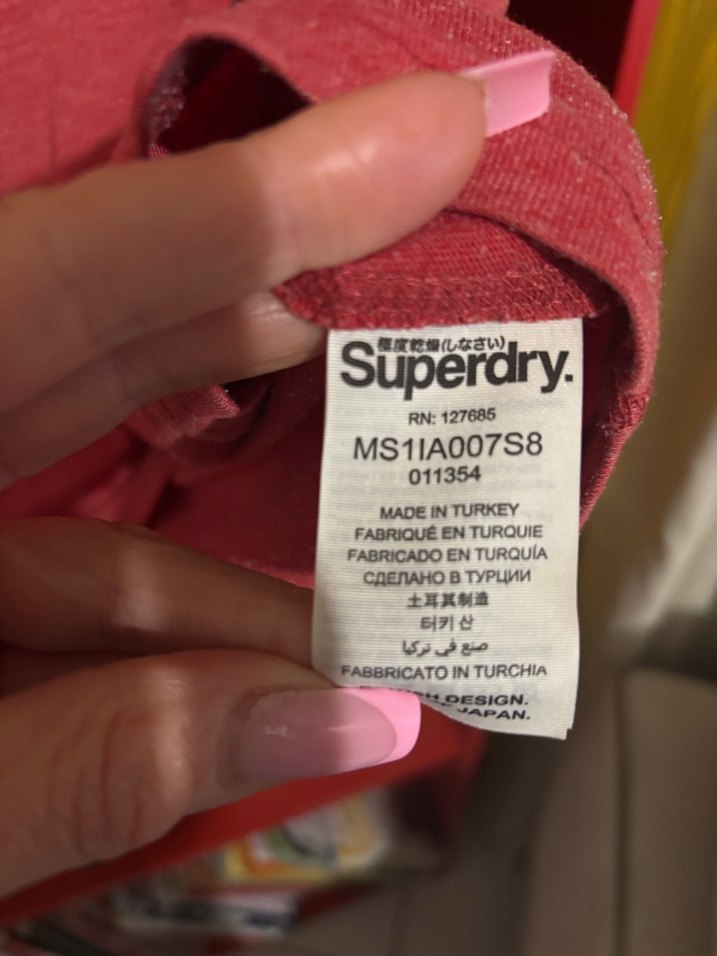 極度乾燥(しなさい)
Superdry.
RN: 127685
MS1IA007S8
011354
MADE IN TURKEY
FABRIQUÉ EN TURQUIE
FABRICADO EN TURQUÍA
СДЕЛАНО В ТУРЦИИ
土耳其制造
터키 산
صنع في تركيا
FABBRICATO IN TURCHIA
DESIGN.
JAPAN.